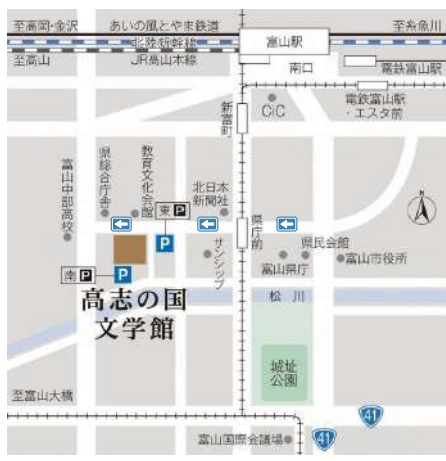 至高岡・金沢
あいの風とやま鉄道
至糸魚川
北陸新幹線
富山駅
至高山
JR高山本線
南口
電鉄富山駅
CiC
電鉄富山駅
・エスタ前
新富町
富山中部高校
県総合庁舎
教育文化会館
北日本
新聞社
東P
県庁前
P
サンシップ
県民会館
富山県庁
富山市役所
南P
P
高志の国
文学館
松川
城址
公園
至富山大橋
41
富山国際会議場
41
N